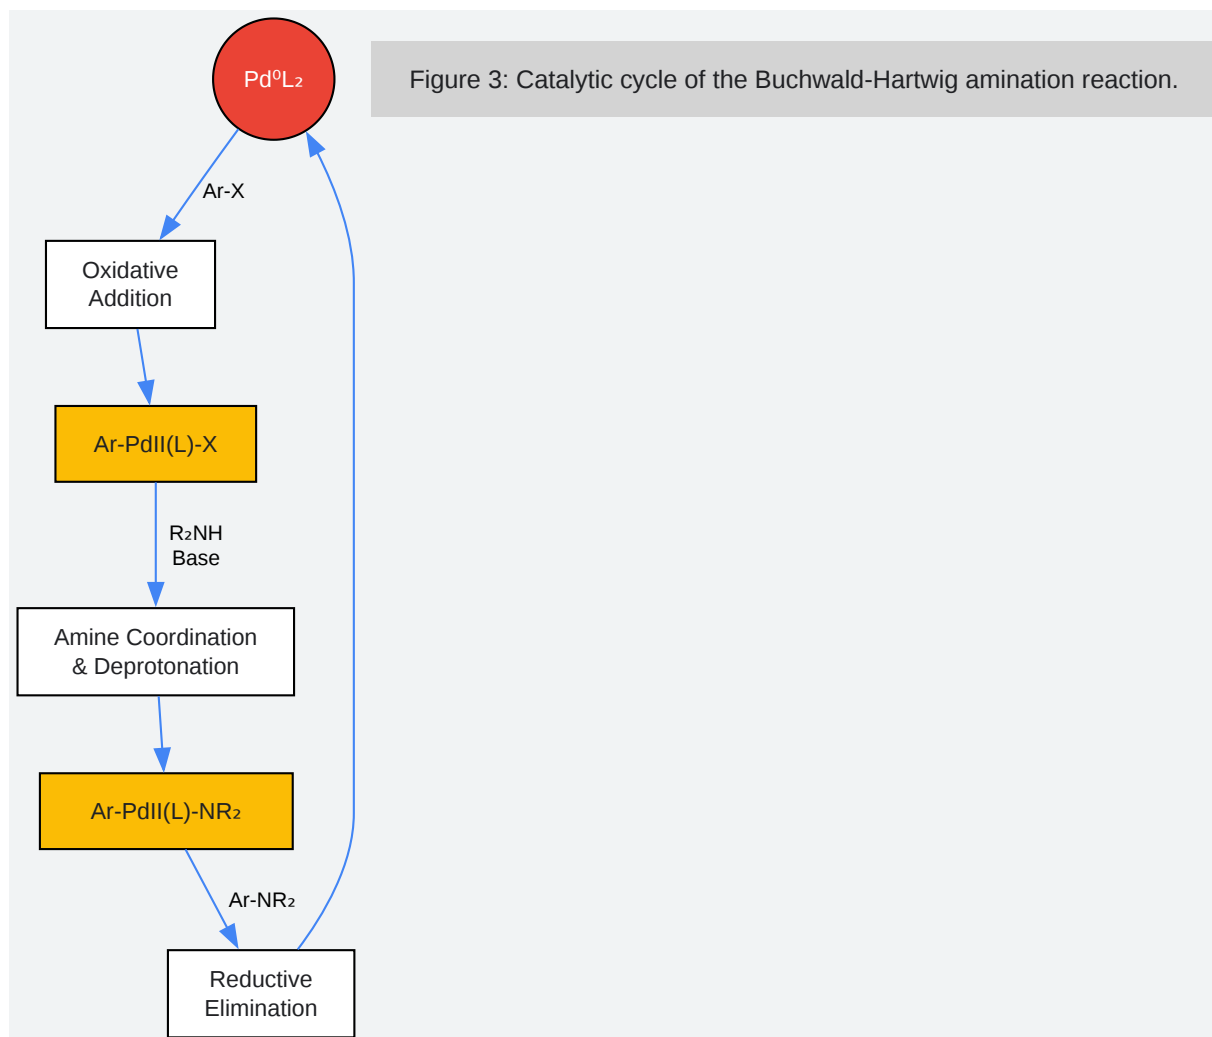 Pd⁰L₂
Figure 3: Catalytic cycle of the Buchwald-Hartwig amination reaction.
Ar-X
Oxidative
Addition
Ar-PdII(L)-X
R₂NH
Base
Amine Coordination
& Deprotonation
Ar-PdII(L)-NR₂
Ar-NR₂
Reductive
Elimination